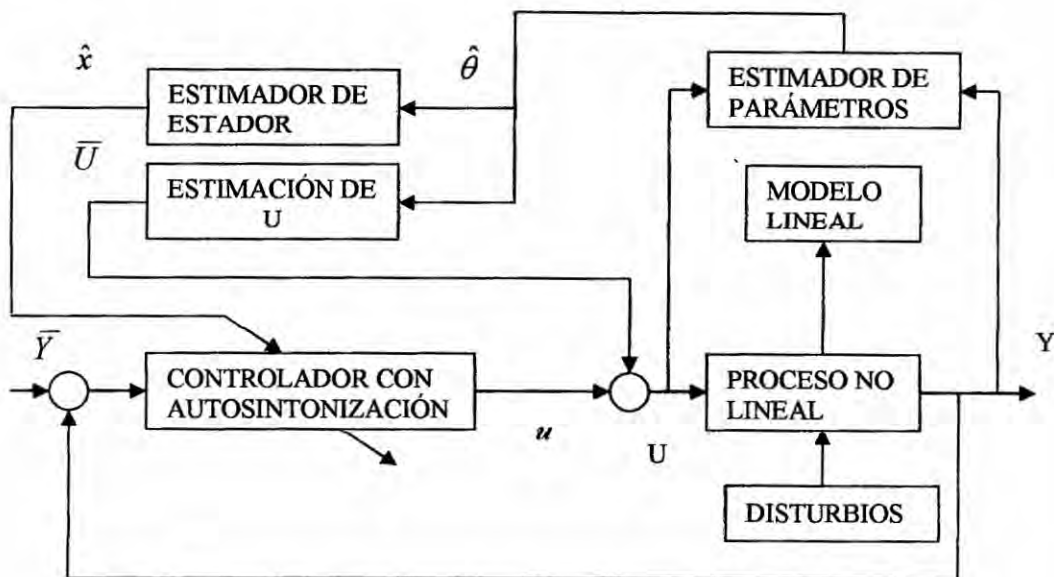 x̂
ESTIMADOR DE
ESTADOR
θ̂
ESTIMADOR DE
PARÁMETROS
U̅
ESTIMACIÓN DE
U
MODELO
LINEAL
Y̅
CONTROLADOR CON
AUTOSINTONIZACIÓN
u
U
PROCESO NO
LINEAL
Y
DISTURBIOS